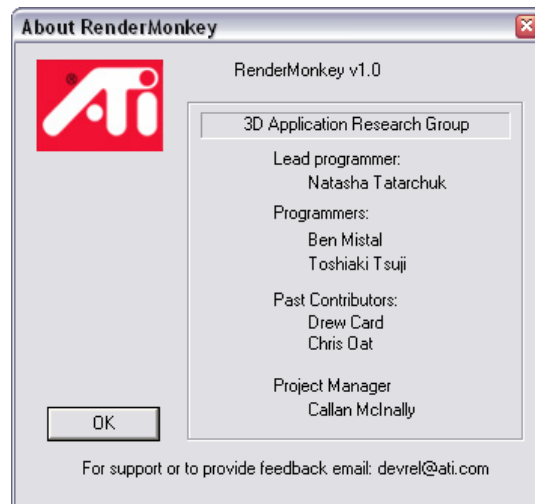 About RenderMonkey
ATi
®
RenderMonkey v1.0
3D Application Research Group
Lead programmer:
Natasha Tatarchuk
Programmers:
Ben Mistal
Toshiaki Tsuji
Past Contributors:
Drew Card
Chris Oat
Project Manager
Callan McInally
OK
For support or to provide feedback email: devrel@ati.com